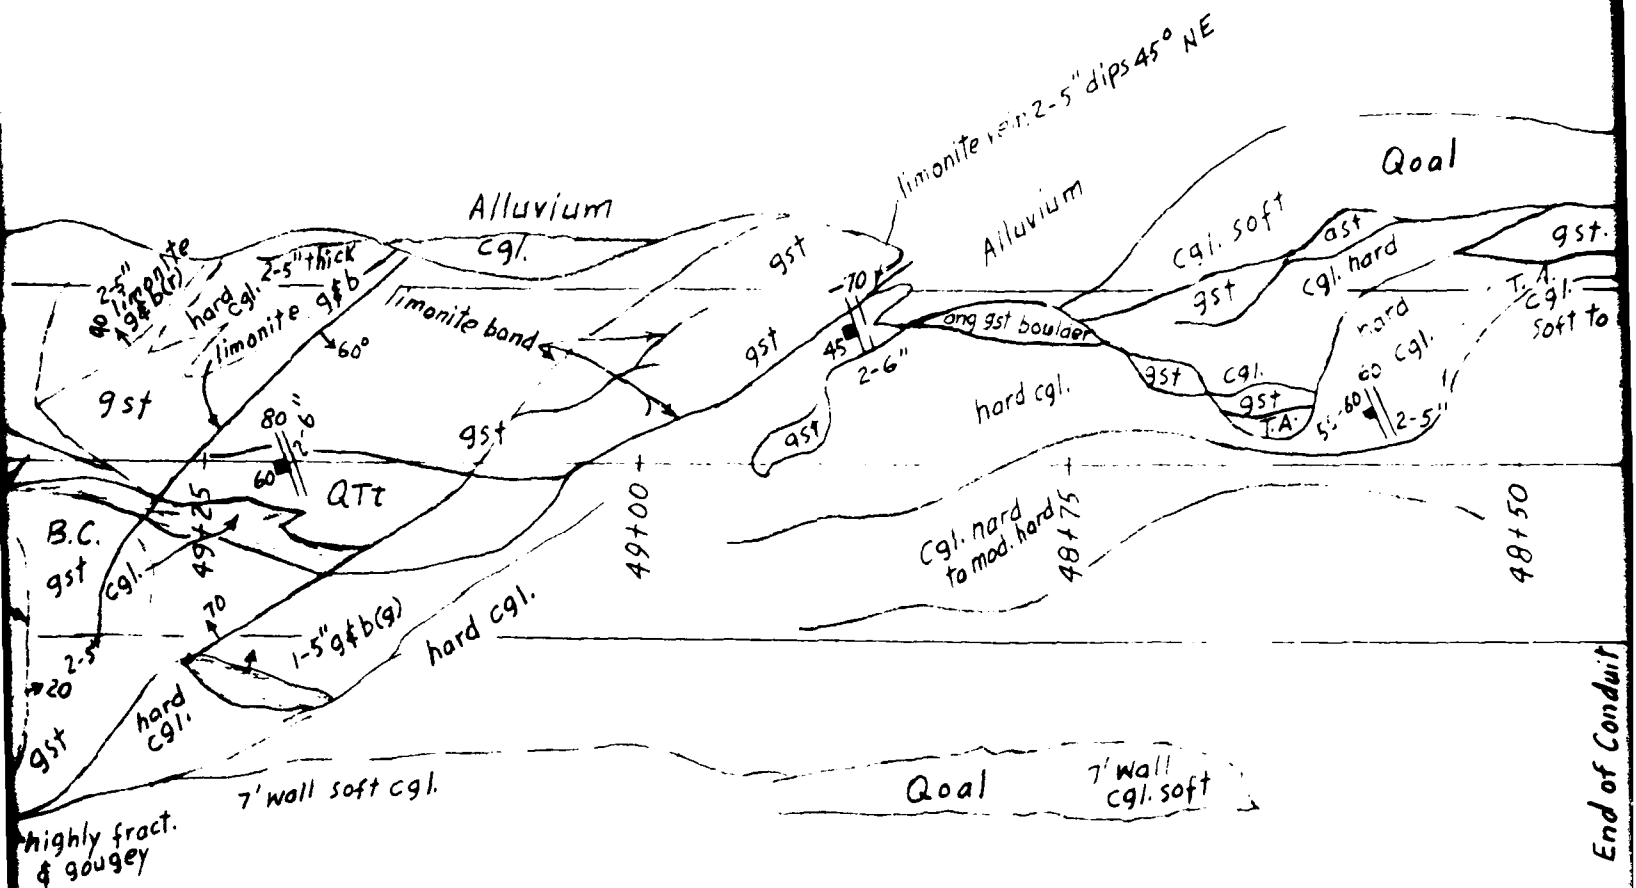 limonite vein 2-5" dips 45° NE
Qoal
Alluvium
Alluvium
cgl.
gst
cgl. soft
gst
gst.
2-5"
limonite
g&b(r)
hard
cgl.
2-5" thick
limonite g&b
limonite band
60°
-70
45
2-6"
gst
ong gst boulder
gst
cgl. hard
T.A.
cgl.
soft to
hard
cgl.
gst
80
2-6"
60
QTt
gst
gst
hard cgl.
gst
cgl.
gst
T.A.
60
5-60
2-5"
B.C.
gst
cgl.
49+25
49+00
48+75
48+50
cgl. hard
to mod. hard
70
1-5" g&b(g)
hard cgl.
2-5"
20
gst
hard
cgl.
7' wall soft cgl.
Qoal
7' wall
cgl. soft
highly fract.
& gougey
End of Conduit